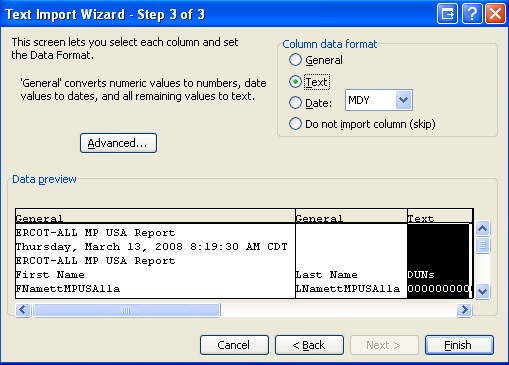 Text Import Wizard - Step 3 of 3
This screen lets you select each column and set
the Data Format.
'General' converts numeric values to numbers, date
values to dates, and all remaining values to text.
Advanced...
Column data format
General
Text
Date: MDY
Do not import column (skip)
Data preview
General General Text
ERCOT-ALL MP USA Report
Thursday, March 13, 2008 8:19:30 AM CDT
ERCOT-ALL MP USA Report
First Name Last Name DUNs
FNamettMPUSAlla LNamettMPUSAlla 000000000
Cancel < Back Next > Finish